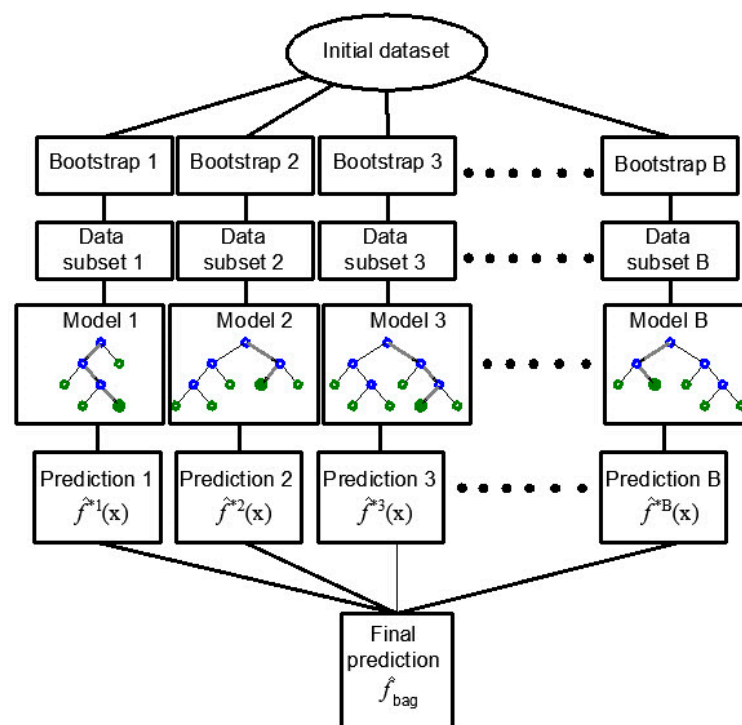 Initial dataset
Bootstrap 1 Bootstrap 2 Bootstrap 3 Bootstrap B
Data subset 1
Data subset 2
Data subset 3
Data subset B
Model 1 Model 2 Model 3 Model B
Prediction 1 Prediction 2 Prediction 3 Prediction B
f̂*1(x) f̂*2(x) f̂*3(x) f̂*B(x)
Final
prediction
f̂bag